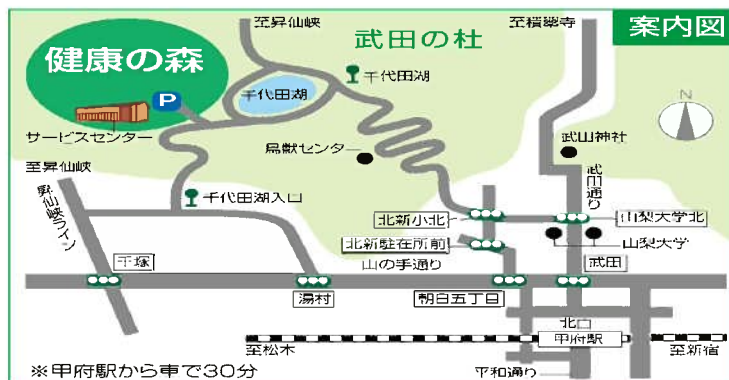 至昇仙峡
至積翠寺
案内図
武田の杜
健康の森
千代田湖
千代田湖
P
N
サービスセンター
鳥獣センタ
武田神社
至昇仙峡
武田通り
昇仙峡ライン
千代田湖入口
北新小北
山梨大学北
北新駐在所前
山梨大学
山の手通り
武田
千塚
湯村
朝日五丁目
北口
甲府駅
至松木
至新宿
平和通り
※甲府駅から車で30分